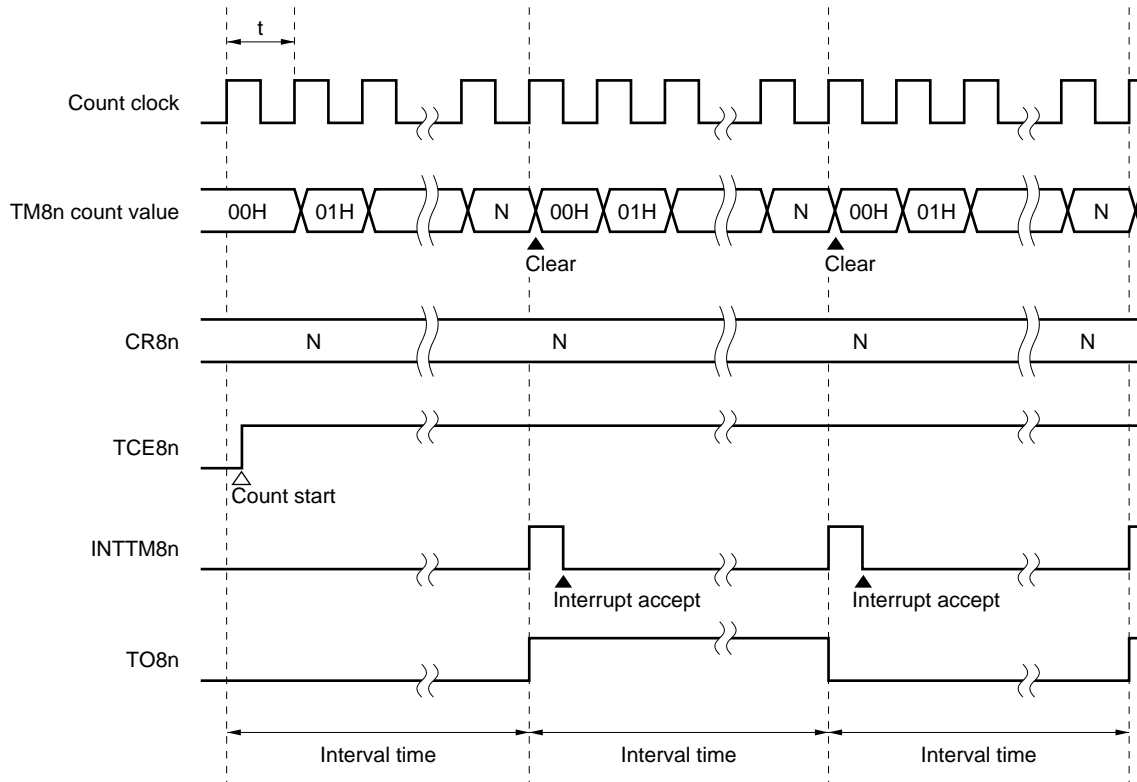 t
Count clock
TM8n count value
00H 01H N 00H 01H N 00H 01H N
Clear Clear
CR8n
N N N N
TCE8n
Count start
INTTM8n
Interrupt accept Interrupt accept
TO8n
Interval time Interval time Interval time